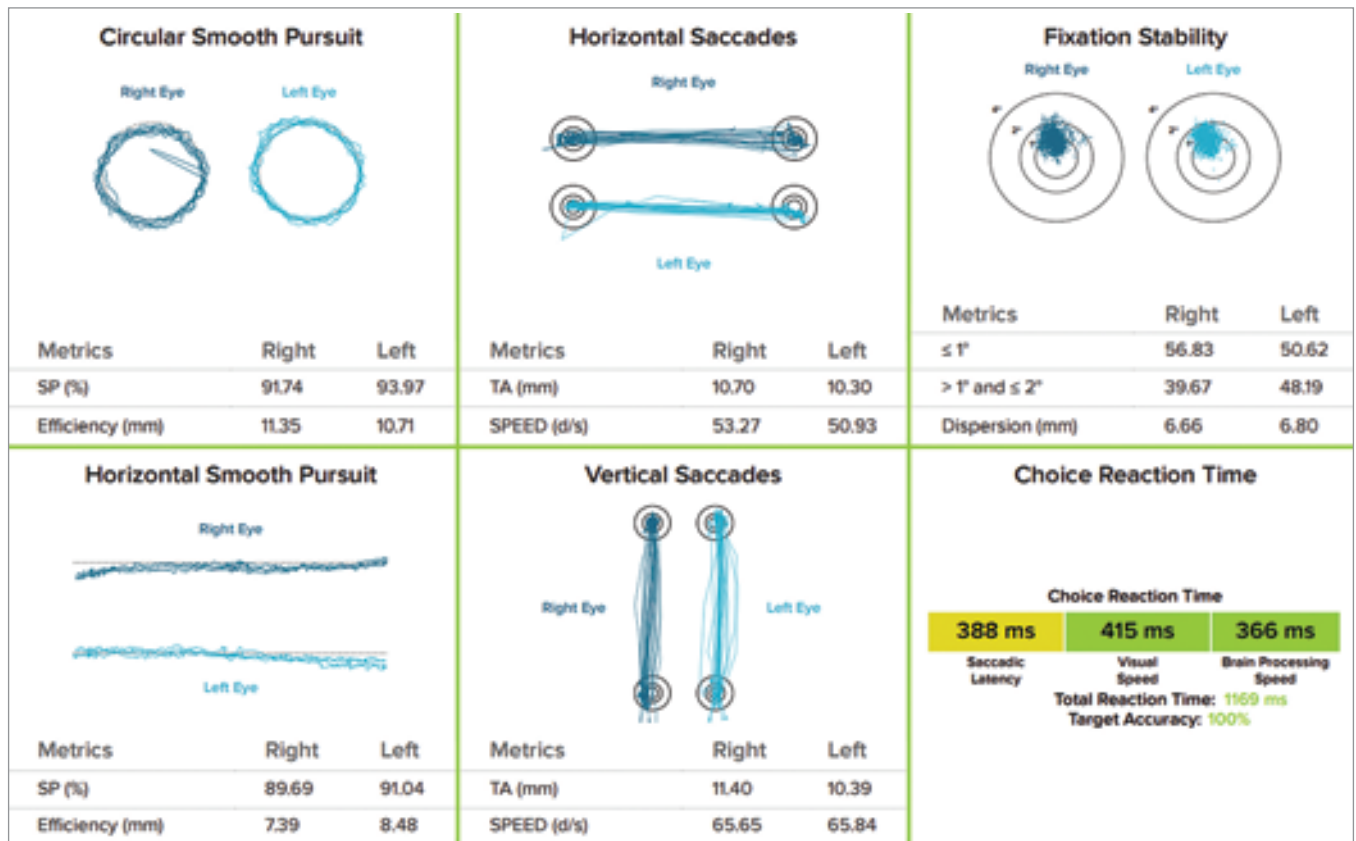 Circular Smooth Pursuit
Right Eye Left Eye
Metrics Right Left
SP (%) 91.74 93.97
Efficiency (mm) 11.35 10.71
Horizontal Saccades
Right Eye
Left Eye
Metrics Right Left
TA (mm) 10.70 10.30
SPEED (d/s) 53.27 50.93
Fixation Stability
Right Eye Left Eye
4° 2° 1° 4° 2° 1°
Metrics Right Left
≤ 1° 56.83 50.62
> 1° and ≤ 2° 39.67 48.19
Dispersion (mm) 6.66 6.80
Horizontal Smooth Pursuit
Right Eye
Left Eye
Metrics Right Left
SP (%) 89.69 91.04
Efficiency (mm) 7.39 8.48
Vertical Saccades
Right Eye Left Eye
Metrics Right Left
TA (mm) 11.40 10.39
SPEED (d/s) 65.65 65.84
Choice Reaction Time
Choice Reaction Time
388 ms 415 ms 366 ms
Saccadic Visual Brain Processing
Latency Speed Speed
Total Reaction Time: 1169 ms
Target Accuracy: 100%